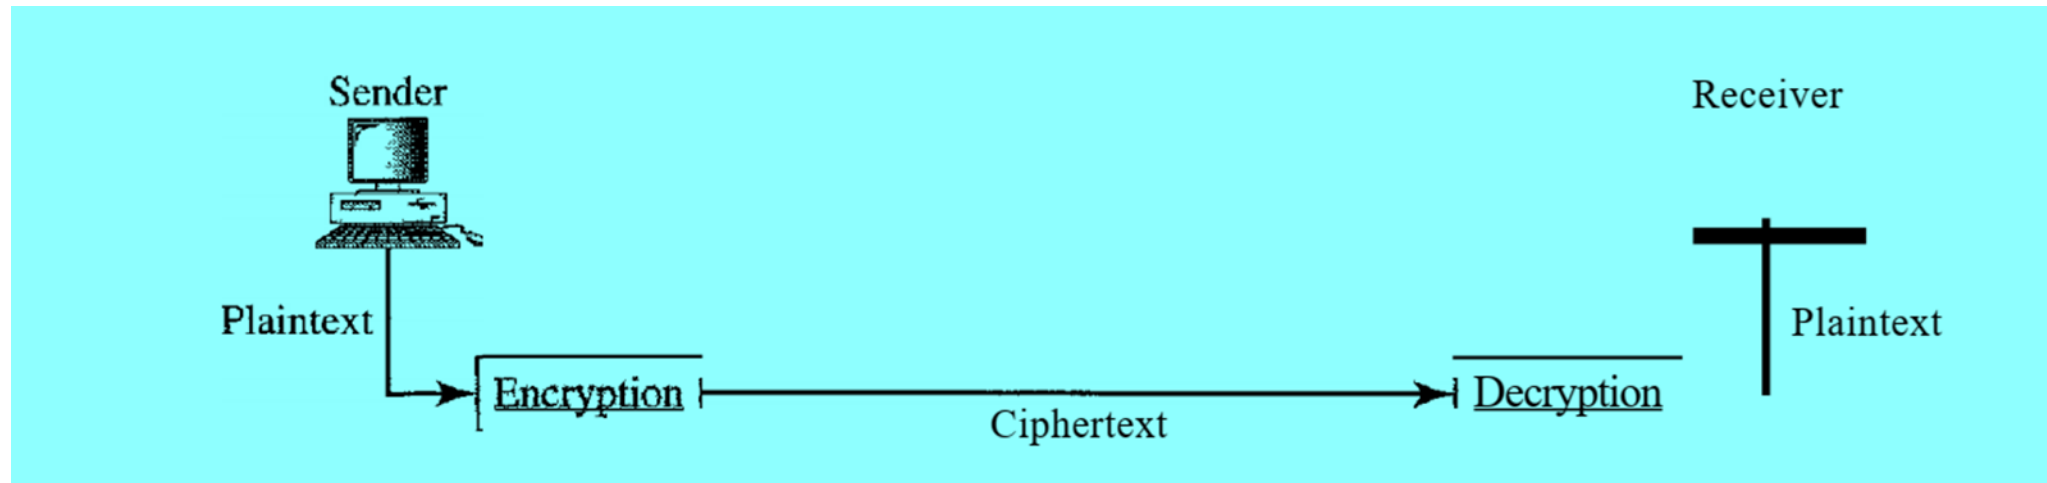 Sender
Receiver
Plaintext
Plaintext
Encryption
Decryption
Ciphertext